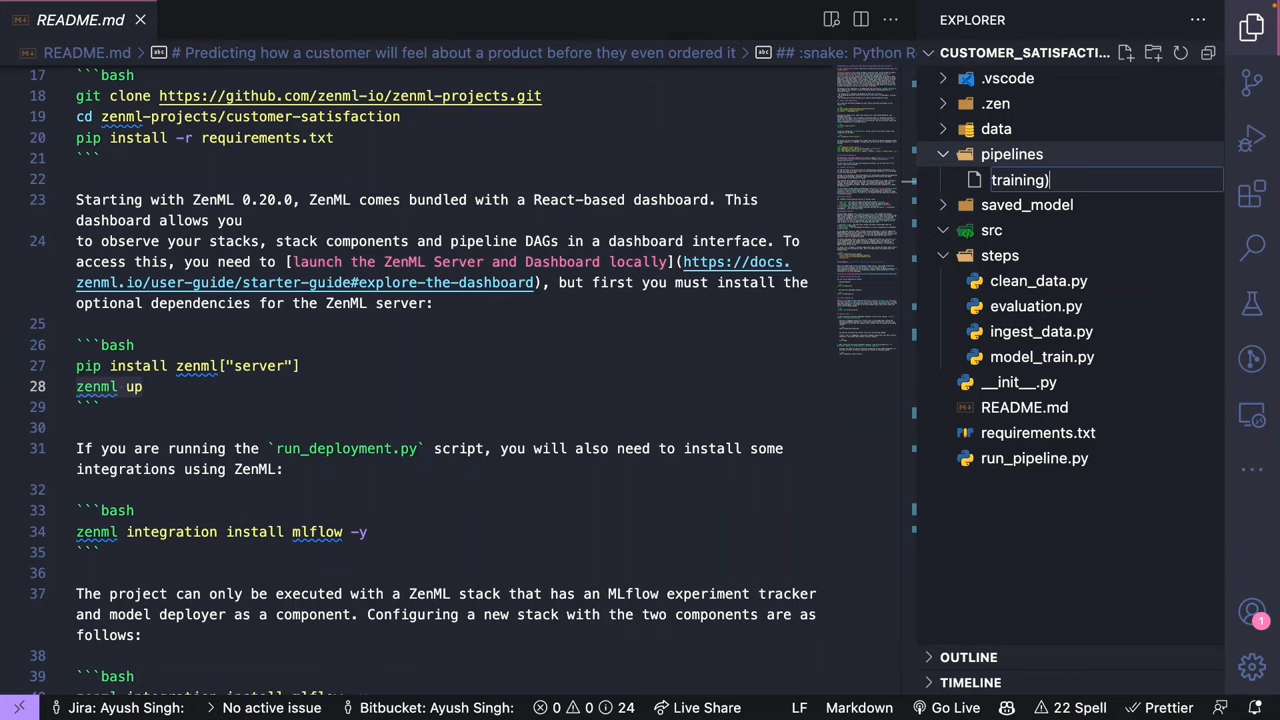 README.md
EXPLORER
README.md # Predicting how a customer will feel about a product before they even ordered it ## :snake: Python R
CUSTOMER_SATISFACTI...
17 ```bash
18 git clone https://github.com/zenml-io/zenml-projects.git
19 cd zenml-projects/customer-satisfaction
20 pip install -r requirements.txt
21 ```
22
23 Starting with ZenML 0.20.0, ZenML comes bundled with a React-based dashboard. This
dashboard allows you
24 to observe your stacks, stack components and pipeline DAGs in a dashboard interface. To
access this, you need to [launch the ZenML Server and Dashboard locally](https://docs.
zenml.io/user-guide/starter-guide#explore-the-dashboard), but first you must install the
optional dependencies for the ZenML server:
25
26 ```bash
27 pip install zenml["server"]
28 zenml up
29 ```
30
31 If you are running the `run_deployment.py` script, you will also need to install some
integrations using ZenML:
32
33 ```bash
34 zenml integration install mlflow -y
35 ```
36
37 The project can only be executed with a ZenML stack that has an MLflow experiment tracker
and model deployer as a component. Configuring a new stack with the two components are as
follows:
38
39 ```bash
zenml integration install mlflow -y
.vscode
.zen
data
pipelines
training)
saved_model
src
steps
clean_data.py
evaluation.py
ingest_data.py
model_train.py
__init__.py
README.md
requirements.txt
run_pipeline.py
OUTLINE
TIMELINE
1
Jira: Ayush Singh: No active issue Bitbucket: Ayush Singh: 0 0 24 Live Share LF Markdown Go Live 22 Spell Prettier